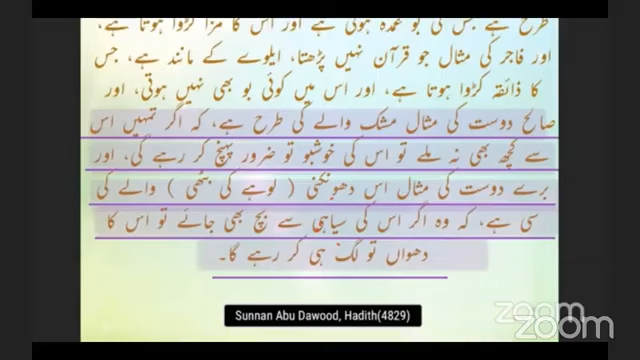 طرح ہے جس کی بو عمدہ ہوتی ہے اور اس کا مزا کڑوا ہوتا ہے،
اور فاجر کی مثال جو قرآن نہیں پڑھتا، ایلوے کے مانند ہے، جس
کا ذائقہ کڑوا ہوتا ہے، اور اس میں کوئی بو بھی نہیں ہوتی، اور
صالح دوست کی مثال مشک والے کی طرح ہے، کہ اگر تمہیں اس
سے کچھ بھی نہ ملے تو اس کی خوشبو تو ضرور پہنچ کر رہے گی، اور
برے دوست کی مثال اس دھونکنی ( لوہے کی بٹھی ) والے کی
سی ہے، کہ وہ اگر اس کی سیاہی سے بچ بھی جائے تو اس کا
دھواں تو لگ ہی کر رہے گا۔
Sunnan Abu Dawood, Hadith(4829)
zoom
zoom